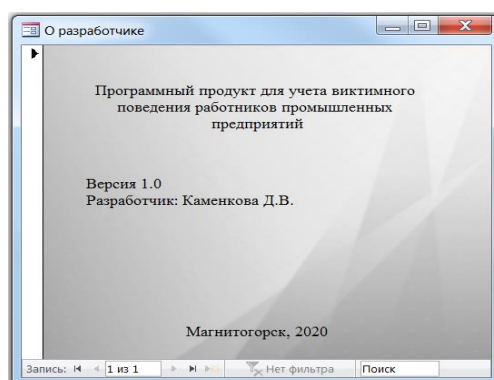 О разработчике
Программный продукт для учета виктимного
поведения работников промышленных
предприятий
Версия 1.0
Разработчик: Каменкова Д.В.
Магнитогорск, 2020
Запись: 1 из 1 Нет фильтра Поиск